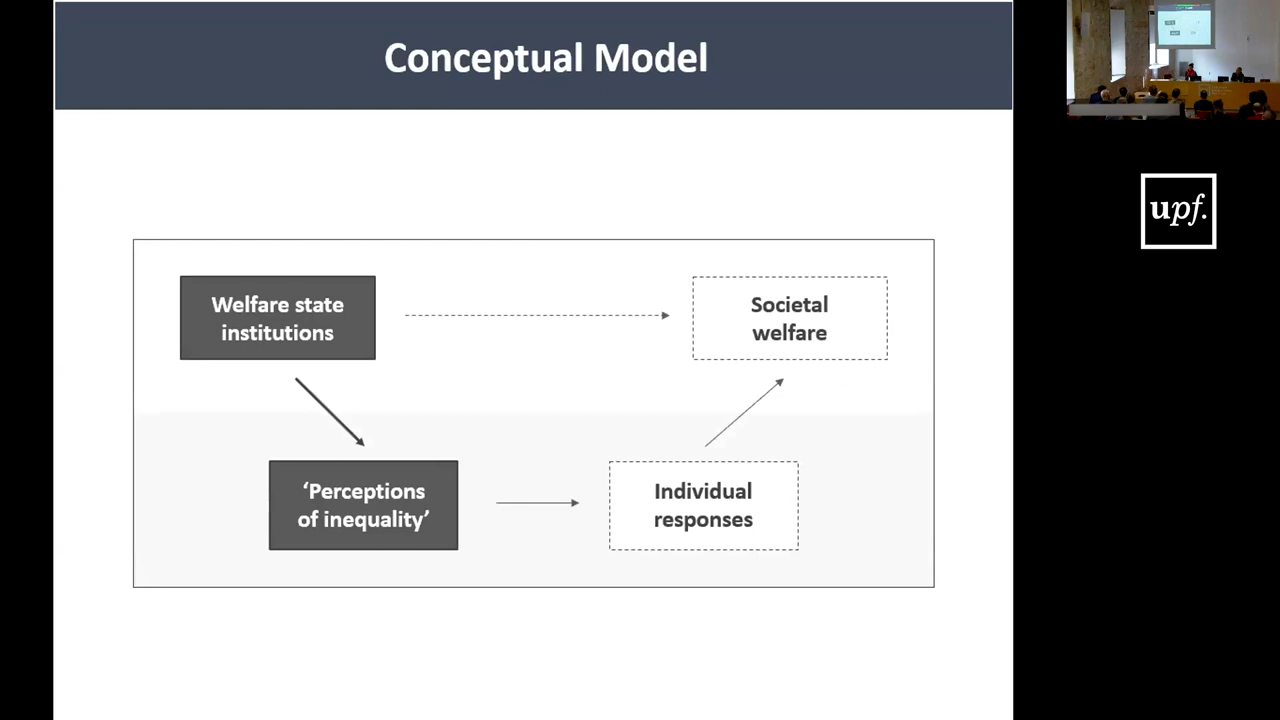 Conceptual Model
Welfare state
institutions
Societal
welfare
‘Perceptions
of inequality’
Individual
responses
upf.